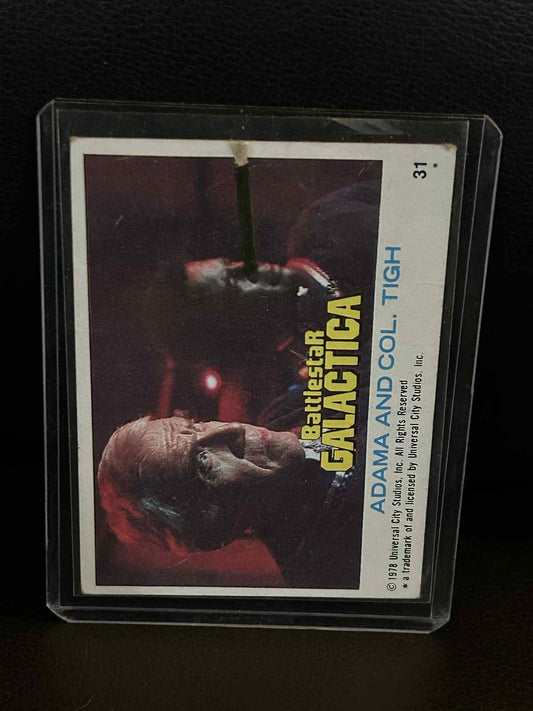 Battlestar
GALACTICA
ADAMA AND COL. TIGH
31
*
© 1978 Universal City Studios, Inc. All Rights Reserved
* a trademark of and licensed by Universal City Studios, Inc.